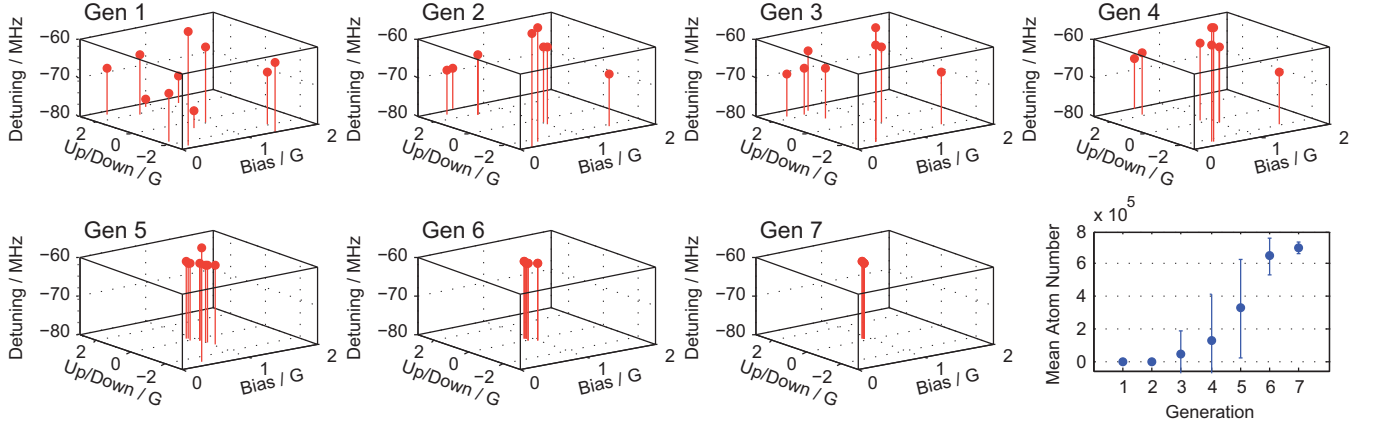 Gen 1
Detuning / MHz
−60
−70
−80
2
0
−2
Up/Down / G
0
1
2
Bias / G
Gen 2
Detuning / MHz
−60
−70
−80
2
0
−2
Up/Down / G
0
1
2
Bias / G
Gen 3
Detuning / MHz
−60
−70
−80
2
0
−2
Up/Down / G
0
1
2
Bias / G
Gen 4
Detuning / MHz
−60
−70
−80
2
0
−2
Up/Down / G
0
1
2
Bias / G
Gen 5
Detuning / MHz
−60
−70
−80
2
0
−2
Up/Down / G
0
1
2
Bias / G
Gen 6
Detuning / MHz
−60
−70
−80
2
0
−2
Up/Down / G
0
1
2
Bias / G
Gen 7
Detuning / MHz
−60
−70
−80
2
0
−2
Up/Down / G
0
1
2
Bias / G
x 10⁵
Mean Atom Number
8
6
4
2
0
1 2 3 4 5 6 7
Generation